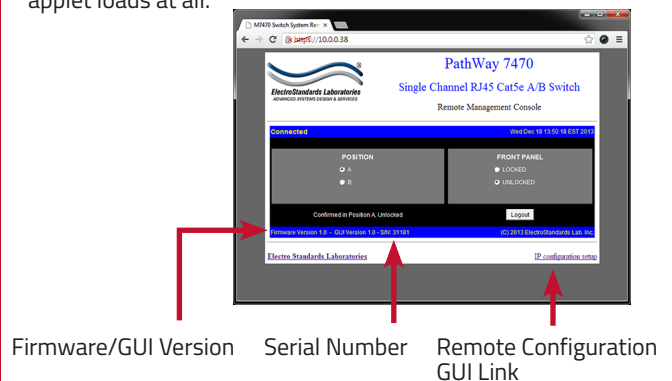 applet loads at all.
M7470 Switch System Rem
https://10.0.0.38
ElectroStandards Laboratories
ADVANCED SYSTEMS DESIGN & SERVICES
PathWay 7470
Single Channel RJ45 Cat5e A/B Switch
Remote Management Console
Connected
Wed Dec 18 13:50:18 EST 2013
POSITION
A
B
FRONT PANEL
LOCKED
UNLOCKED
Confirmed in Position A, Unlocked
Logout
Firmware Version 1.0 - GUI Version 1.0 - S/N: 31181
(C) 2013 ElectroStandards Lab. Inc.
Electro Standards Laboratories
IP configuration setup
Firmware/GUI Version
Serial Number
Remote Configuration
GUI Link